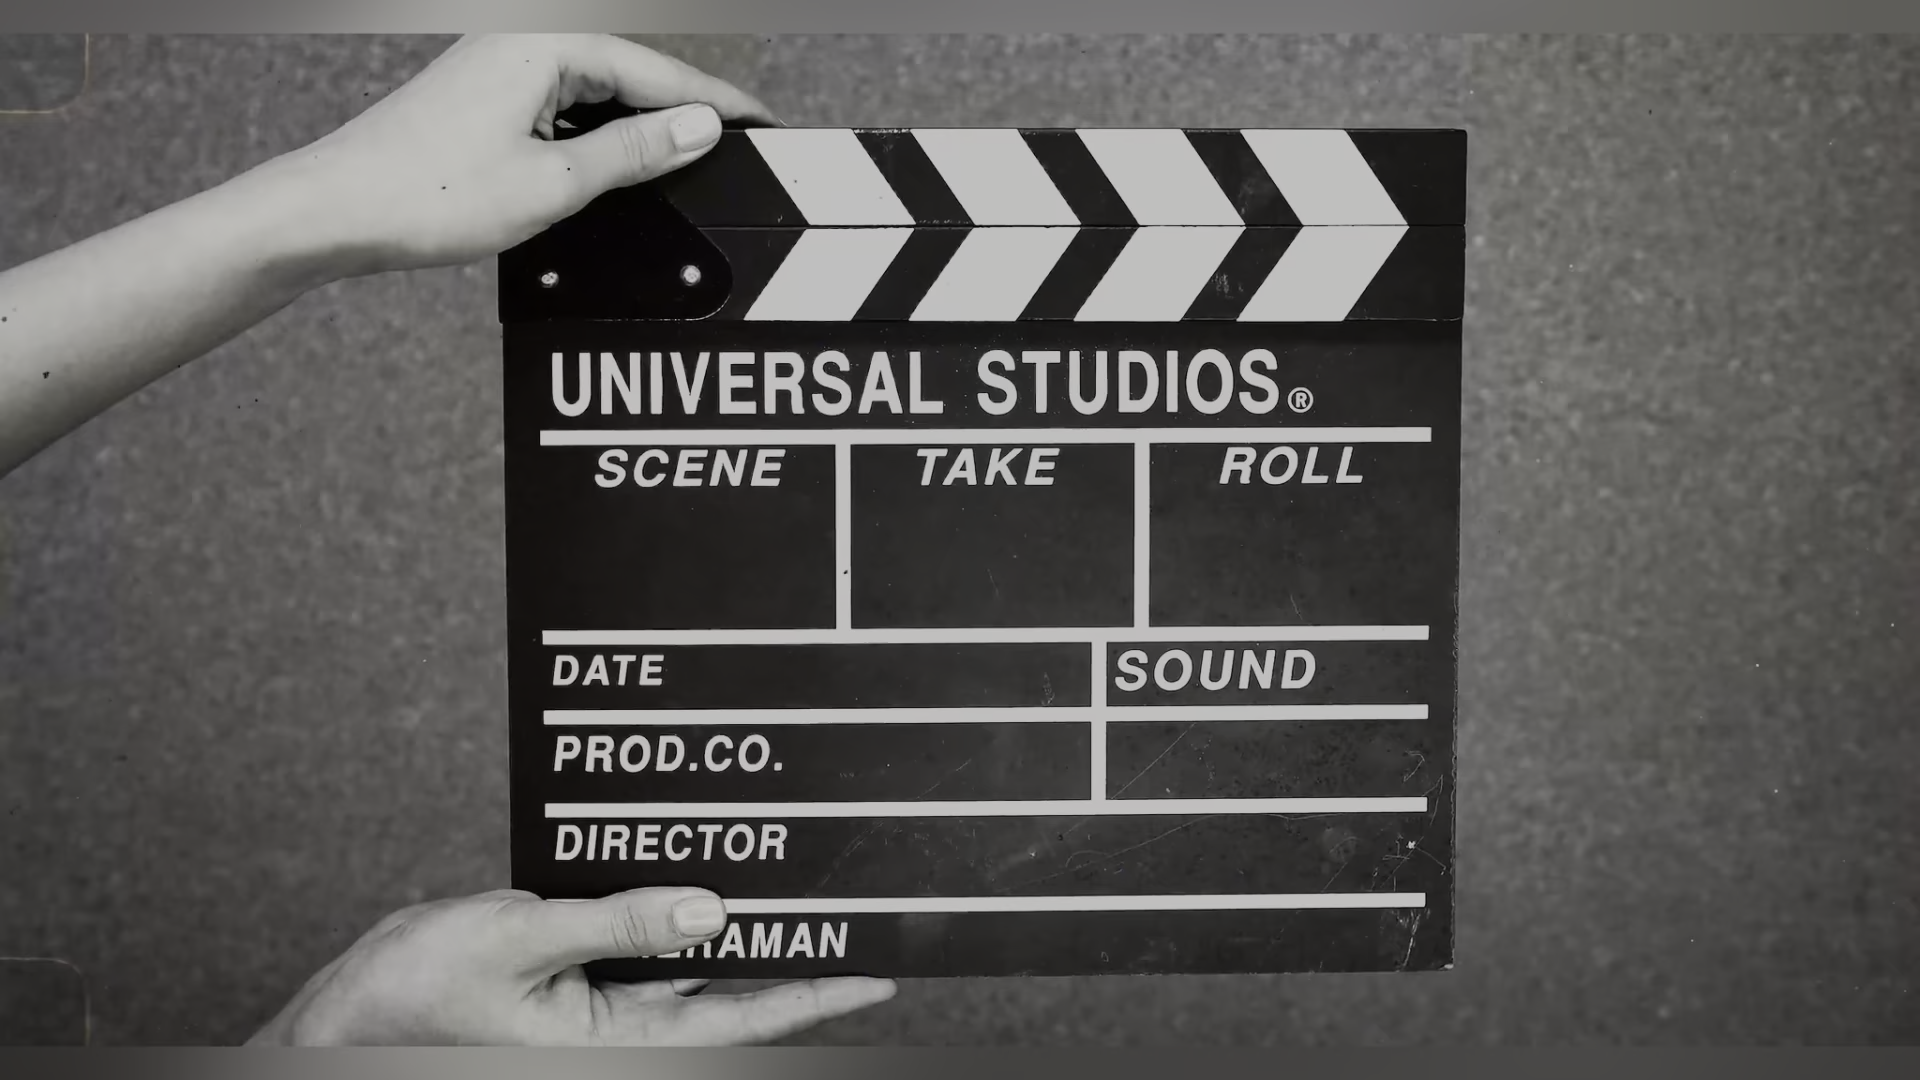 UNIVERSAL STUDIOS®
SCENE TAKE ROLL
DATE SOUND
PROD.CO.
DIRECTOR